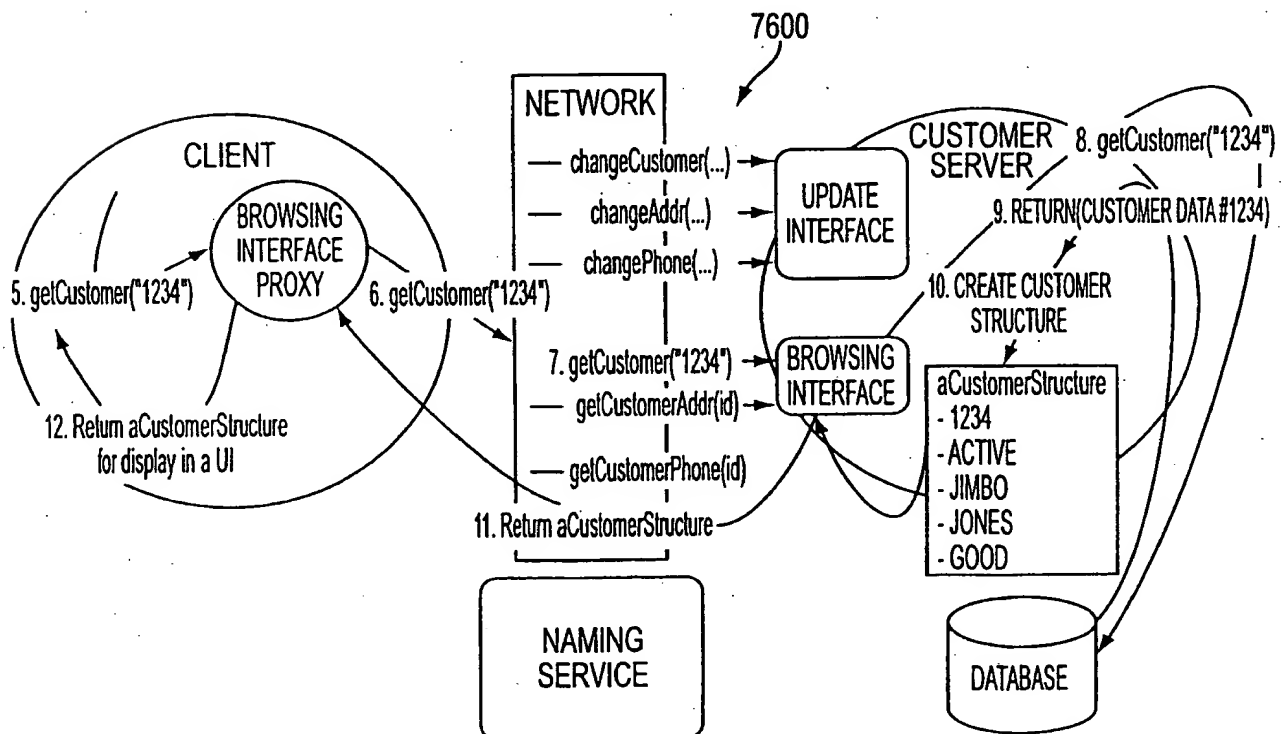 7600
NETWORK
CLIENT
BROWSING
INTERFACE
PROXY
5. getCustomer("1234")
6. getCustomer("1234")
12. Return aCustomerStructure
for display in a UI
changeCustomer(...)
changeAddr(...)
changePhone(...)
7. getCustomer("1234")
getCustomerAddr(id)
getCustomerPhone(id)
11. Return aCustomerStructure
NAMING
SERVICE
CUSTOMER
SERVER
UPDATE
INTERFACE
BROWSING
INTERFACE
8. getCustomer("1234")
9. RETURN(CUSTOMER DATA #1234)
10. CREATE CUSTOMER
STRUCTURE
aCustomerStructure
- 1234
- ACTIVE
- JIMBO
- JONES
- GOOD
DATABASE